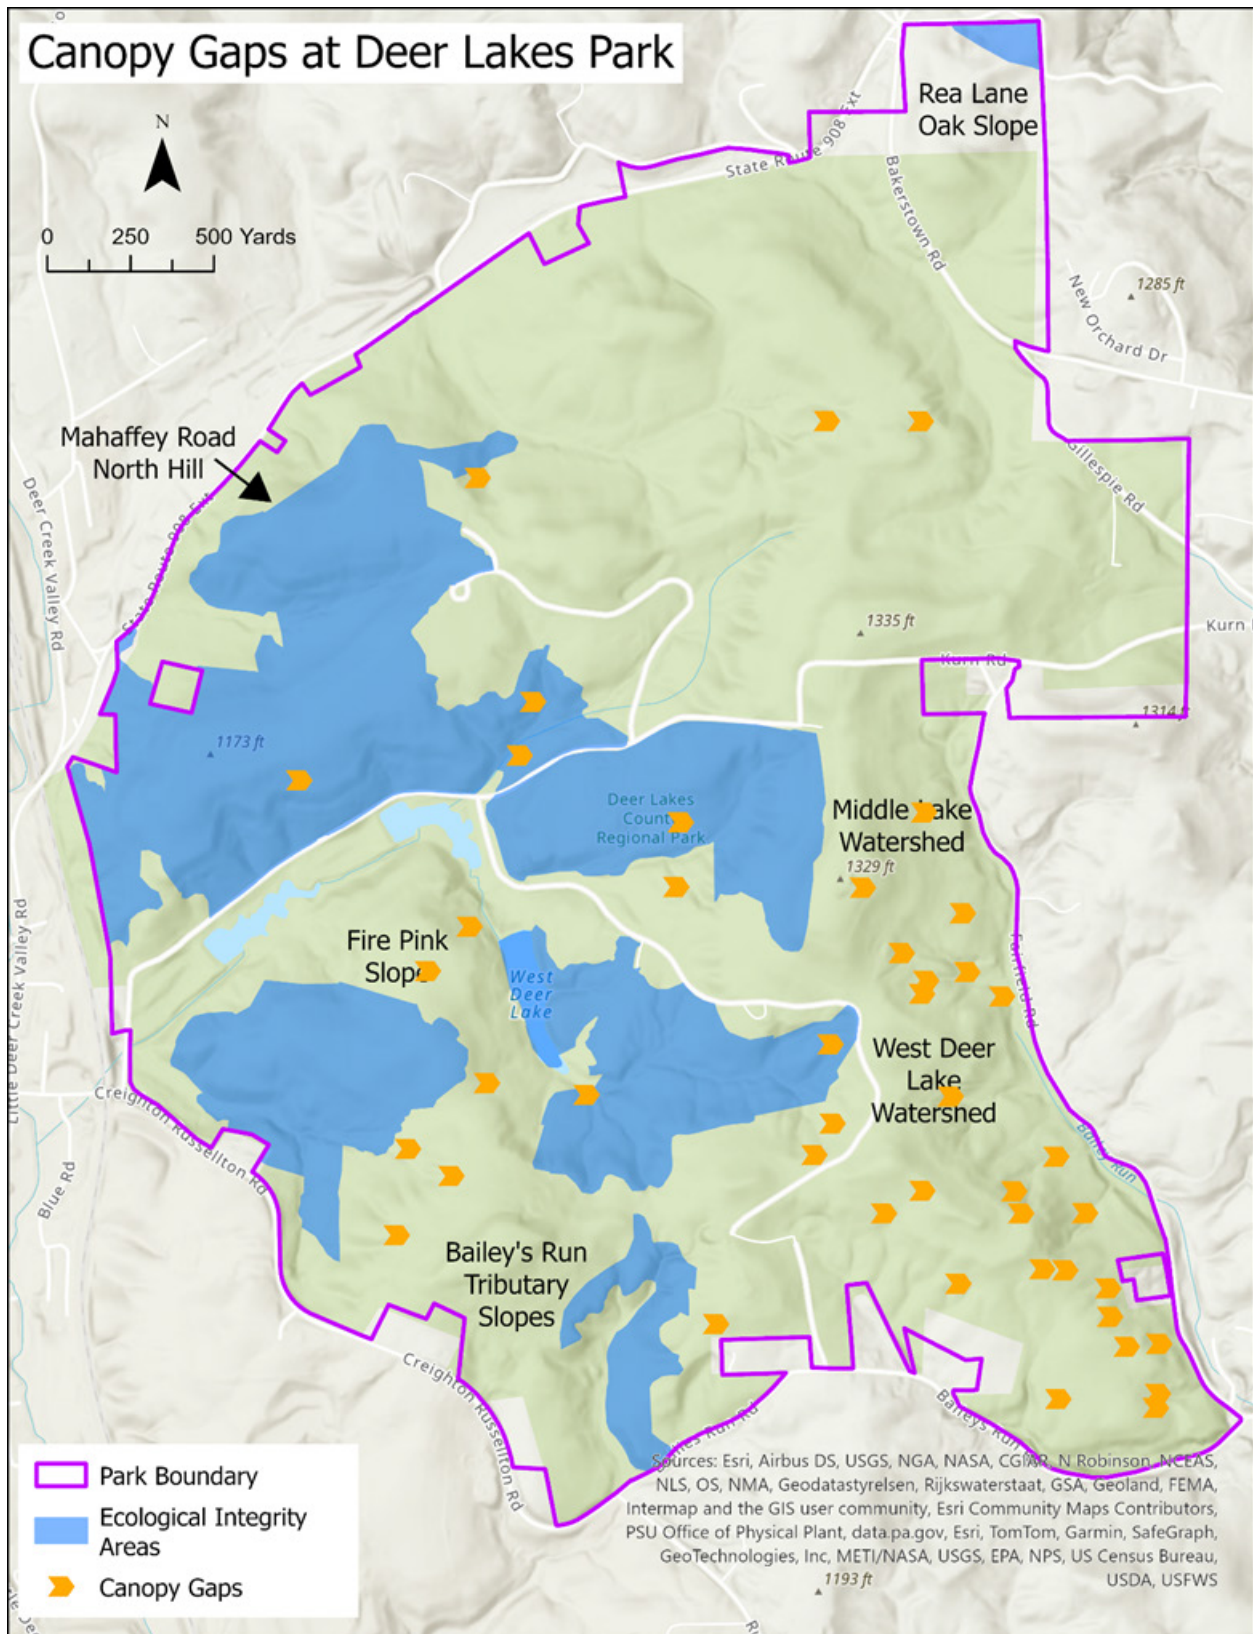 Canopy Gaps at Deer Lakes Park
N
0 250 500 Yards
Rea Lane
Oak Slope
State Route 908 Ext
Bakerstown Rd
New Orchard Dr
1285 ft
Mahaffey Road
North Hill
Gillespie Rd
Deer Creek Valley Rd
State Route 908 Ext
1335 ft
Kurn Rd
Kurn
1314 ft
1173 ft
Deer Lakes
Count
Regional Park
Middle Lake
Watershed
1329 ft
Fire Pink
Slope
West
Deer
Lake
Fairfield Rd
Little Deer Creek Valley Rd
West Deer
Lake
Watershed
Creighton Russellton Rd
Bailey Run
Blue Rd
Bailey's Run
Tributary
Slopes
Creighton Russellton Rd
Run Rd
Baileys Run
Park Boundary
Ecological Integrity
Areas
Canopy Gaps
Sources: Esri, Airbus DS, USGS, NGA, NASA, CGIAR, N Robinson, NCEAS,
NLS, OS, NMA, Geodatastyrelsen, Rijkswaterstaat, GSA, Geoland, FEMA,
Intermap and the GIS user community, Esri Community Maps Contributors,
PSU Office of Physical Plant, data.pa.gov, Esri, TomTom, Garmin, SafeGraph,
GeoTechnologies, Inc, METI/NASA, USGS, EPA, NPS, US Census Bureau,
USDA, USFWS
1193 ft